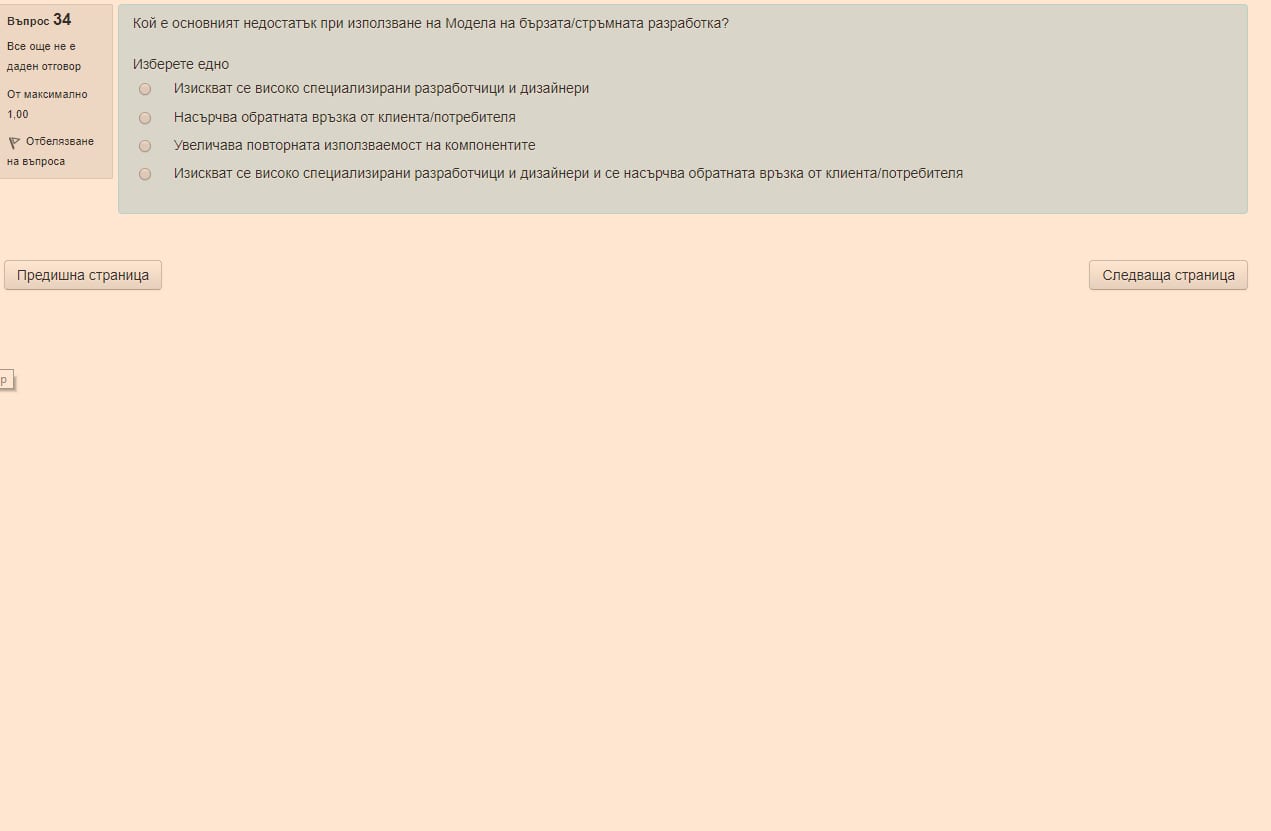 Въпрос 34
Все още не е
даден отговор
От максимално
1,00
Отбелязване
на въпроса
Кой е основният недостатък при използване на Модела на бързата/стръмната разработка?
Изберете едно
Изискват се високо специализирани разработчици и дизайнери
Насърчва обратната връзка от клиента/потребителя
Увеличава повторната използваемост на компонентите
Изискват се високо специализирани разработчици и дизайнери и се насърчва обратната връзка от клиента/потребителя
Предишна страница
Следваща страница
р